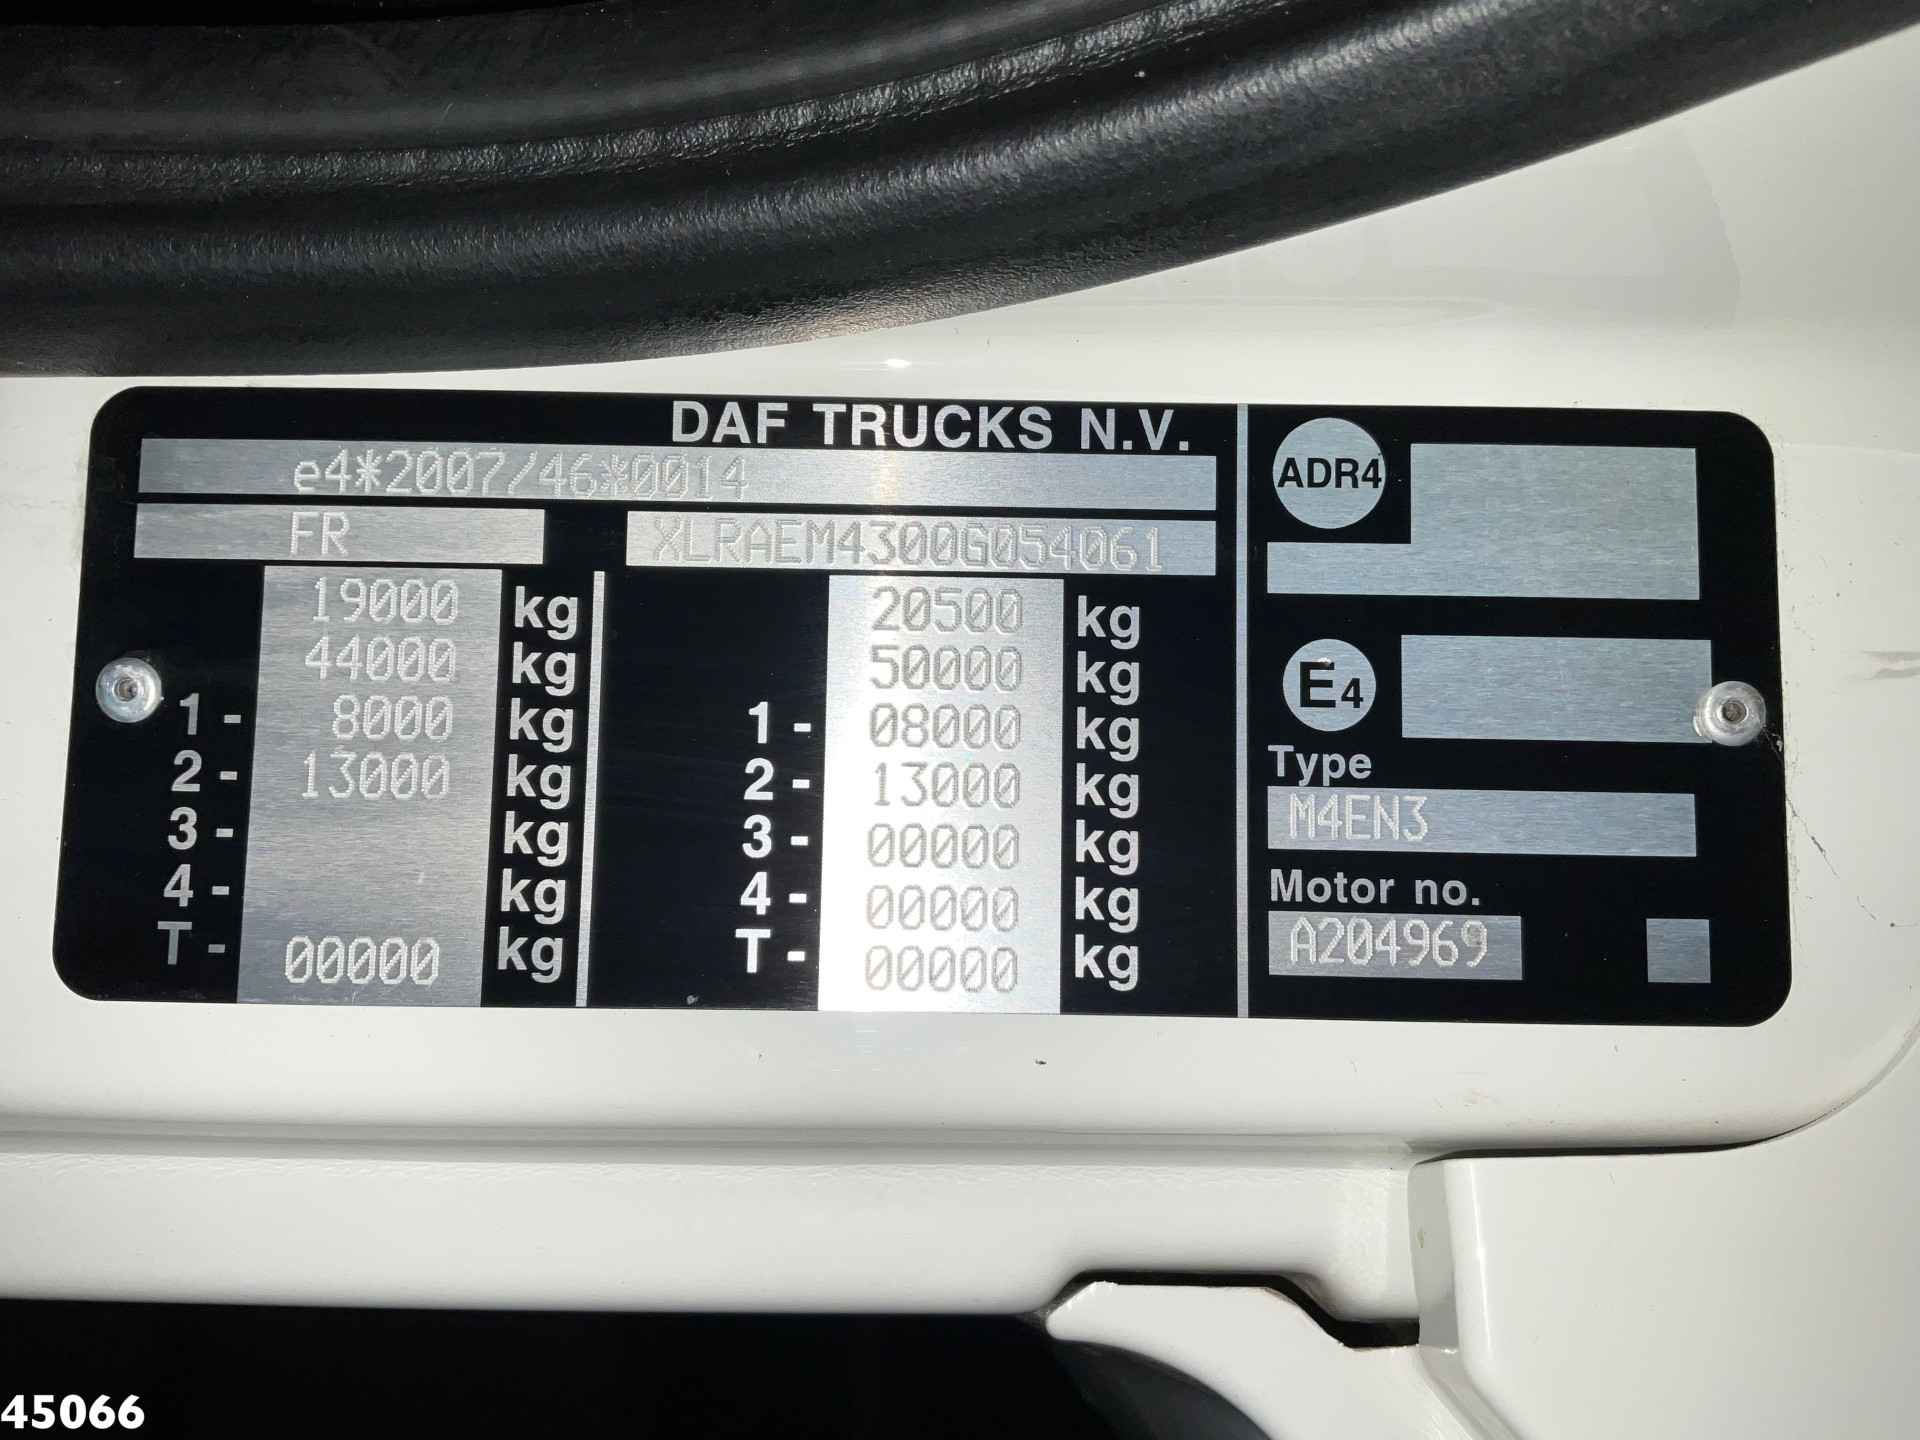 DAF TRUCKS N.V.
e4*2007/46*0014
FR XLRAEM4300G054061
19000 kg 20500 kg
44000 kg 50000 kg
1 - 8000 kg 1 - 08000 kg
2 - 13000 kg 2 - 13000 kg
3 - kg 3 - 00000 kg
4 - kg 4 - 00000 kg
T - 00000 kg T - 00000 kg
ADR4
E4
Type
M4EN3
Motor no.
A204969
45066